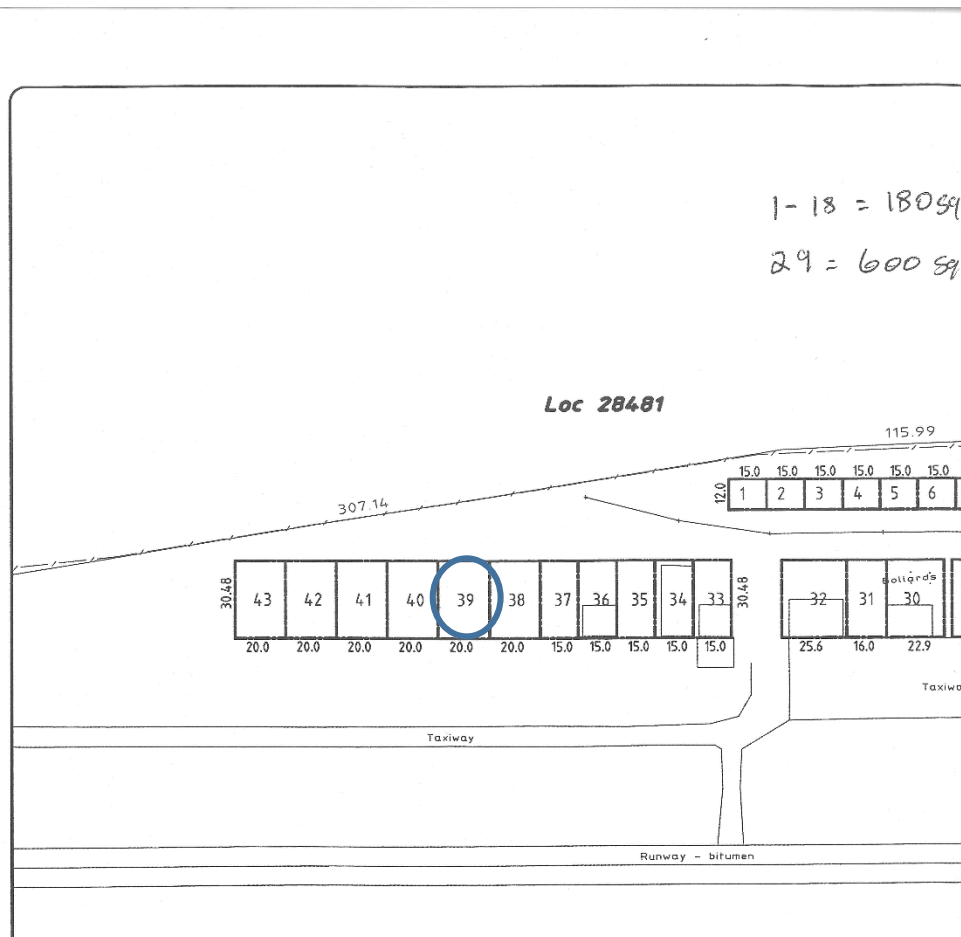 1-18 = 180sq
29 = 600 sq
Loc 28481
115.99
307.14
15.0 15.0 15.0 15.0 15.0 15.0
12.0
1 2 3 4 5 6
30.48
43 42 41 40 39 38 37 36 35 34 33
30.48
Bollard's
32 31 30
20.0 20.0 20.0 20.0 20.0 20.0 15.0 15.0 15.0 15.0 15.0
25.6 16.0 22.9
Taxiwa
Taxiway
Runway - bitumen